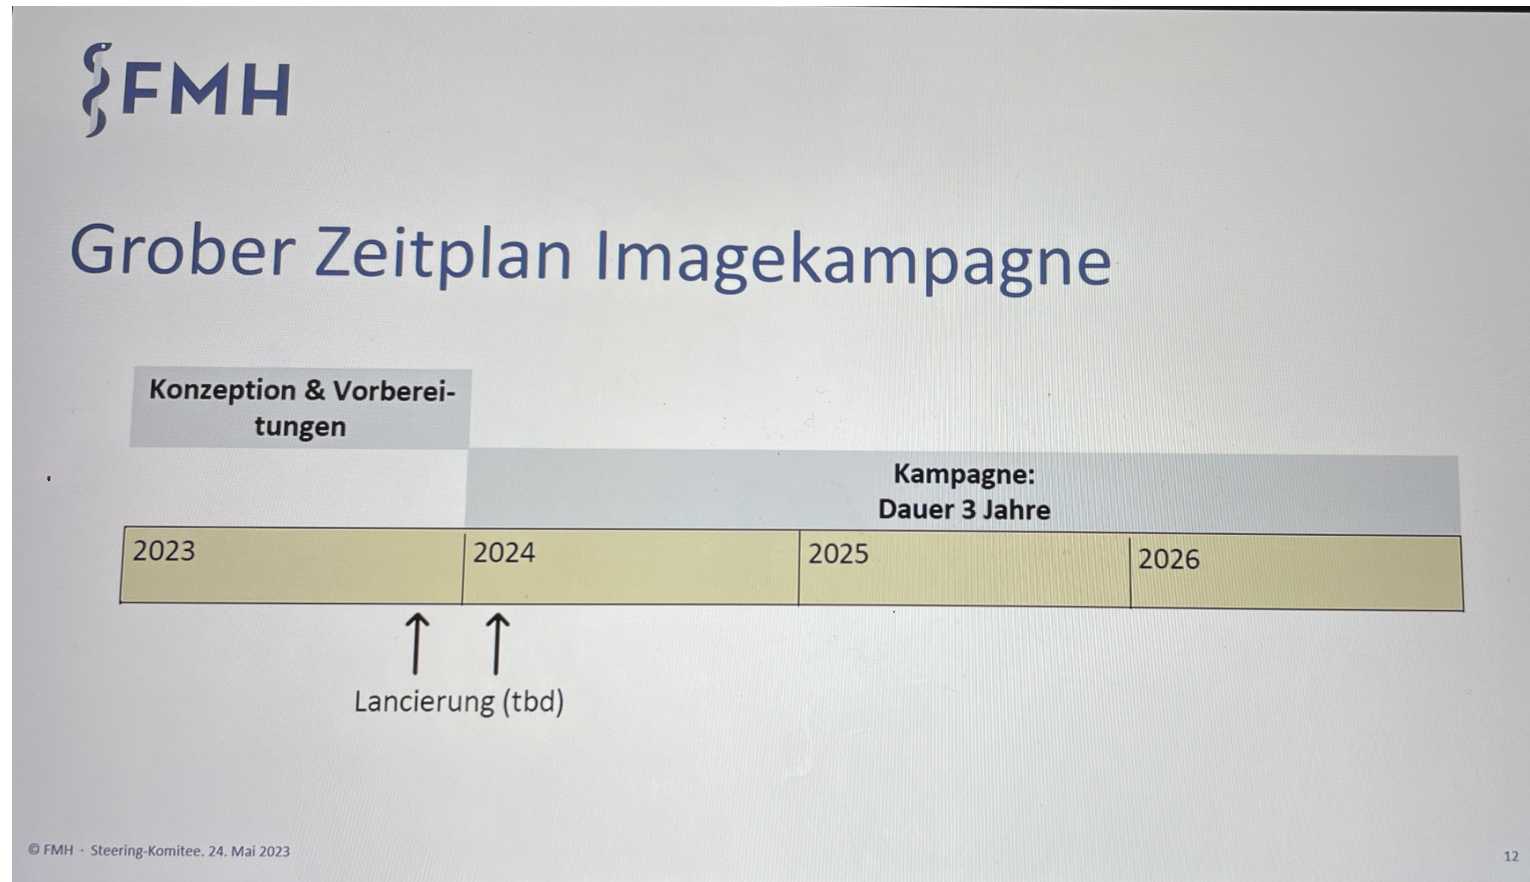 FMH
Grober Zeitplan Imagekampagne
Konzeption & Vorberei-
tungen
Kampagne:
Dauer 3 Jahre
2023
2024
2025
2026
Lancierung (tbd)
© FMH · Steering-Komitee. 24. Mai 2023
12